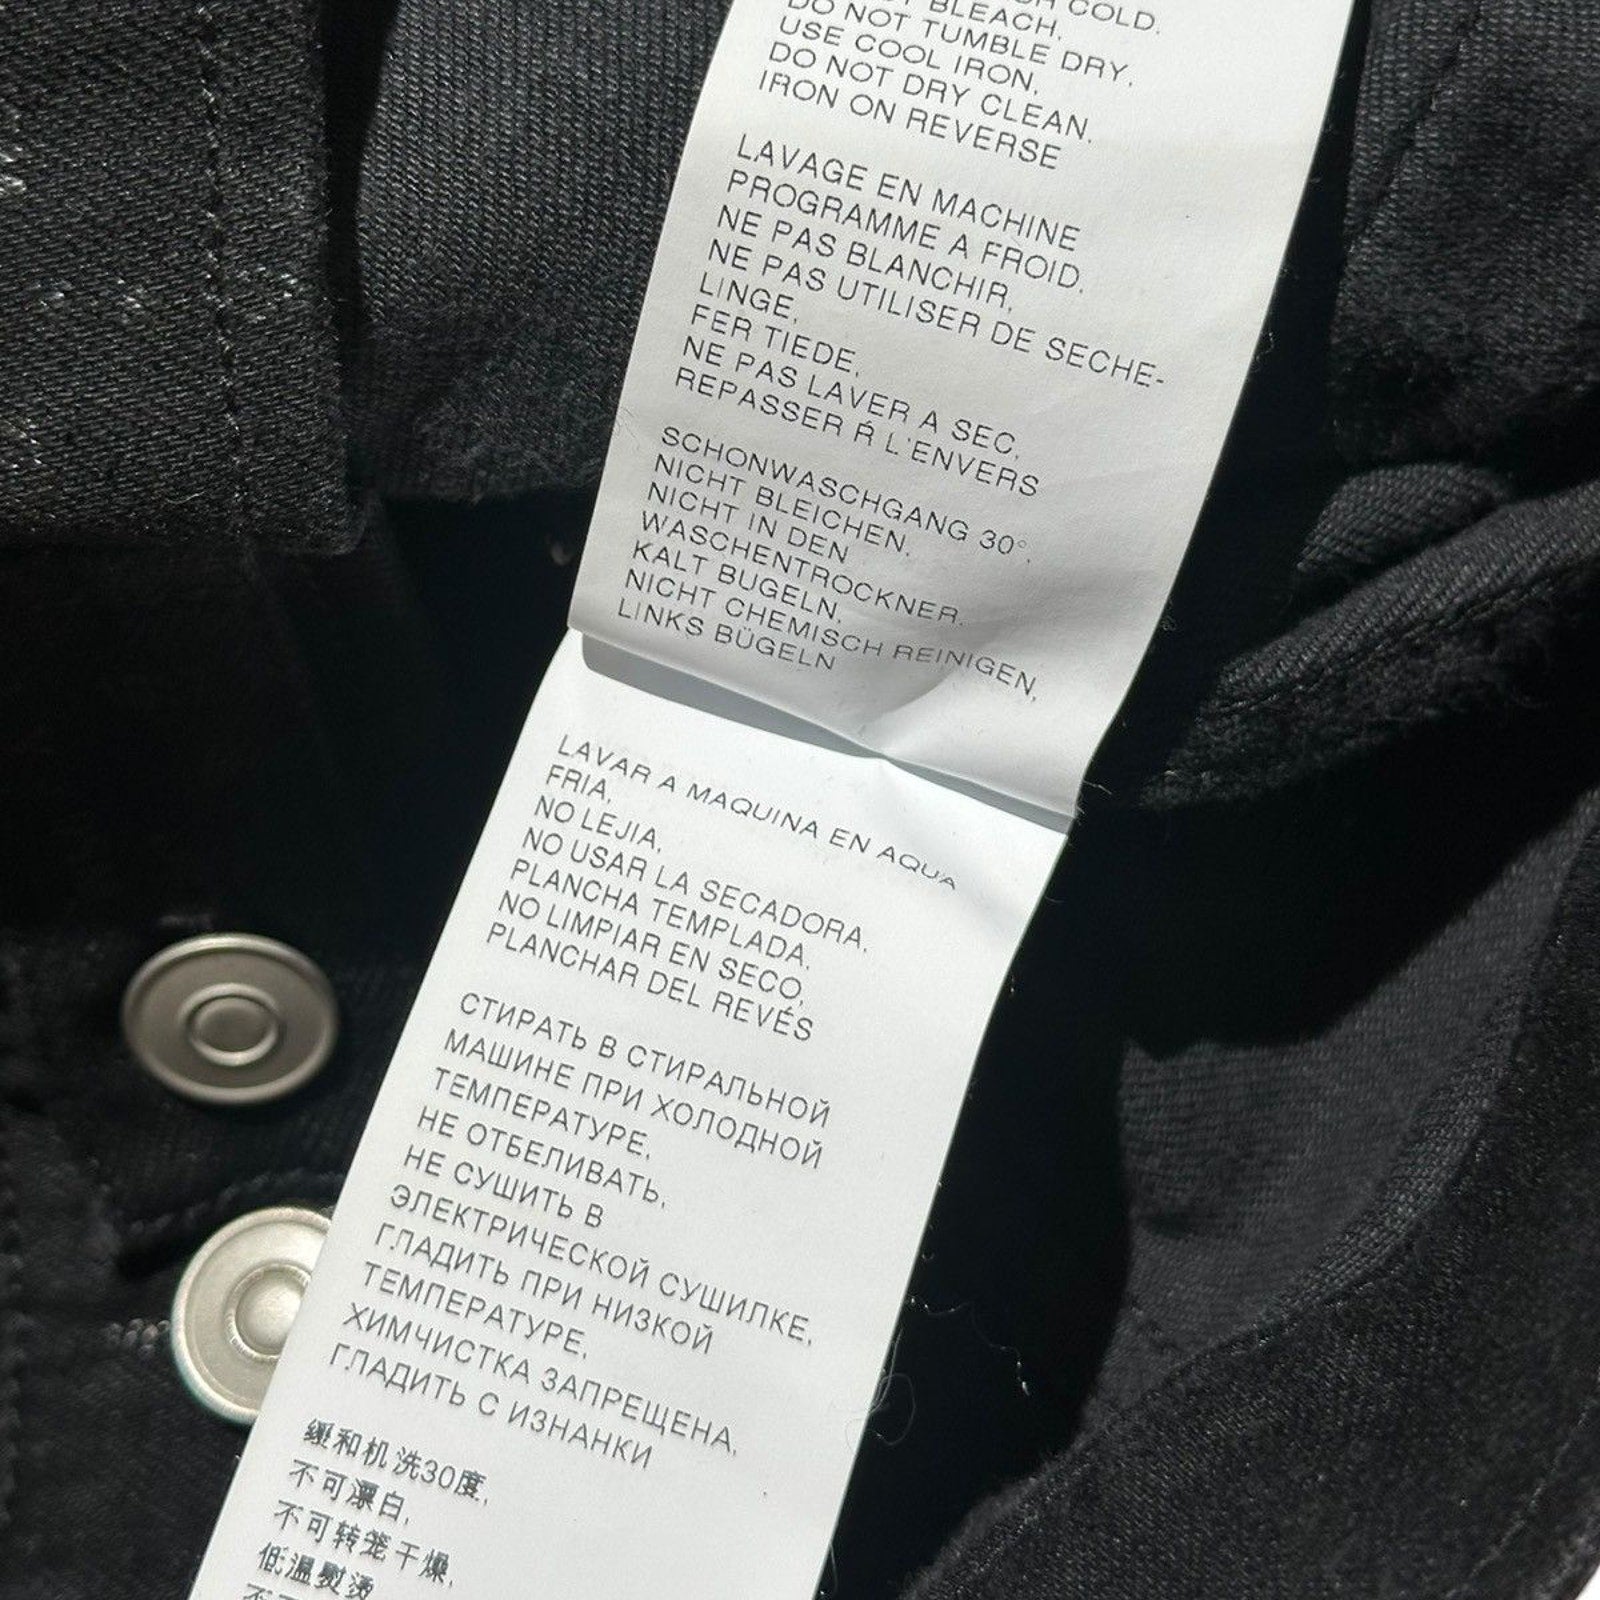 COLD.
BLEACH,
DO NOT TUMBLE DRY,
USE COOL IRON,
DO NOT DRY CLEAN,
IRON ON REVERSE
LAVAGE EN MACHINE
PROGRAMME A FROID.
NE PAS BLANCHIR,
NE PAS UTILISER DE SECHE-
LINGE,
FER TIEDE,
NE PAS LAVER A SEC,
REPASSER Ŕ L'ENVERS
SCHONWASCHGANG 30°,
NICHT BLEICHEN,
NICHT IN DEN
WASCHENTROCKNER.
KALT BUGELN,
NICHT CHEMISCH REINIGEN,
LINKS BÜGELN
LAVAR A MAQUINA EN AQUA
FRIA,
NO LEJIA,
NO USAR LA SECADORA,
PLANCHA TEMPLADA,
NO LIMPIAR EN SECO,
PLANCHAR DEL REVÉS
СТИРАТЬ В СТИРАЛЬНОЙ
МАШИНЕ ПРИ ХОЛОДНОЙ
ТЕМПЕРАТУРЕ,
НЕ ОТБЕЛИВАТЬ,
НЕ СУШИТЬ В
ЭЛЕКТРИЧЕСКОЙ СУШИЛКЕ,
ГЛАДИТЬ ПРИ НИЗКОЙ
ТЕМПЕРАТУРЕ,
ХИМЧИСТКА ЗАПРЕЩЕНА,
ГЛАДИТЬ С ИЗНАНКИ
缓和机洗30度,
不可漂白,
不可转笼干燥,
低温熨烫
不